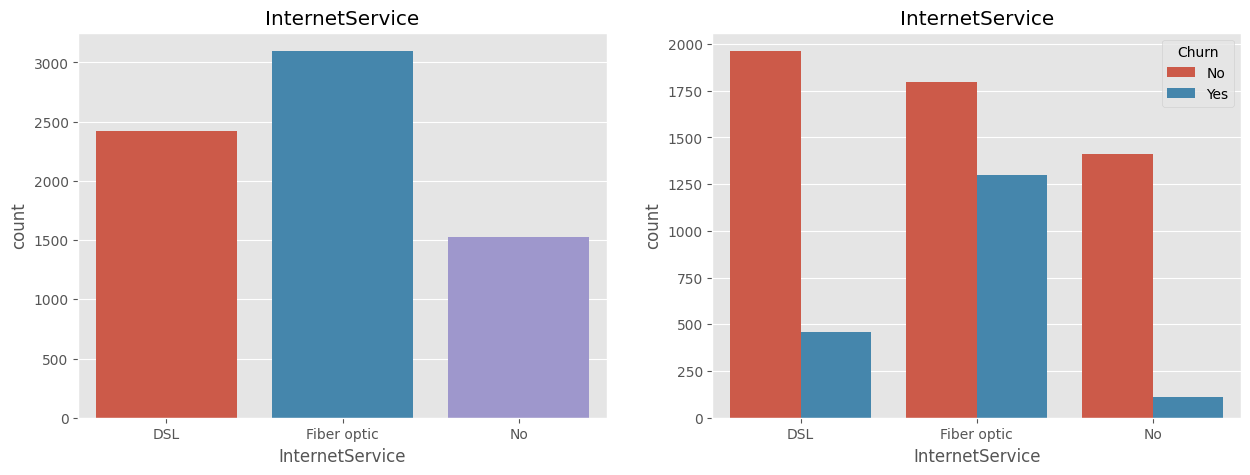 InternetService
3000
2500
2000
1500
1000
500
0
count
DSL
Fiber optic
No
InternetService
InternetService
2000
1750
1500
1250
1000
750
500
250
0
count
Churn
No
Yes
DSL
Fiber optic
No
InternetService